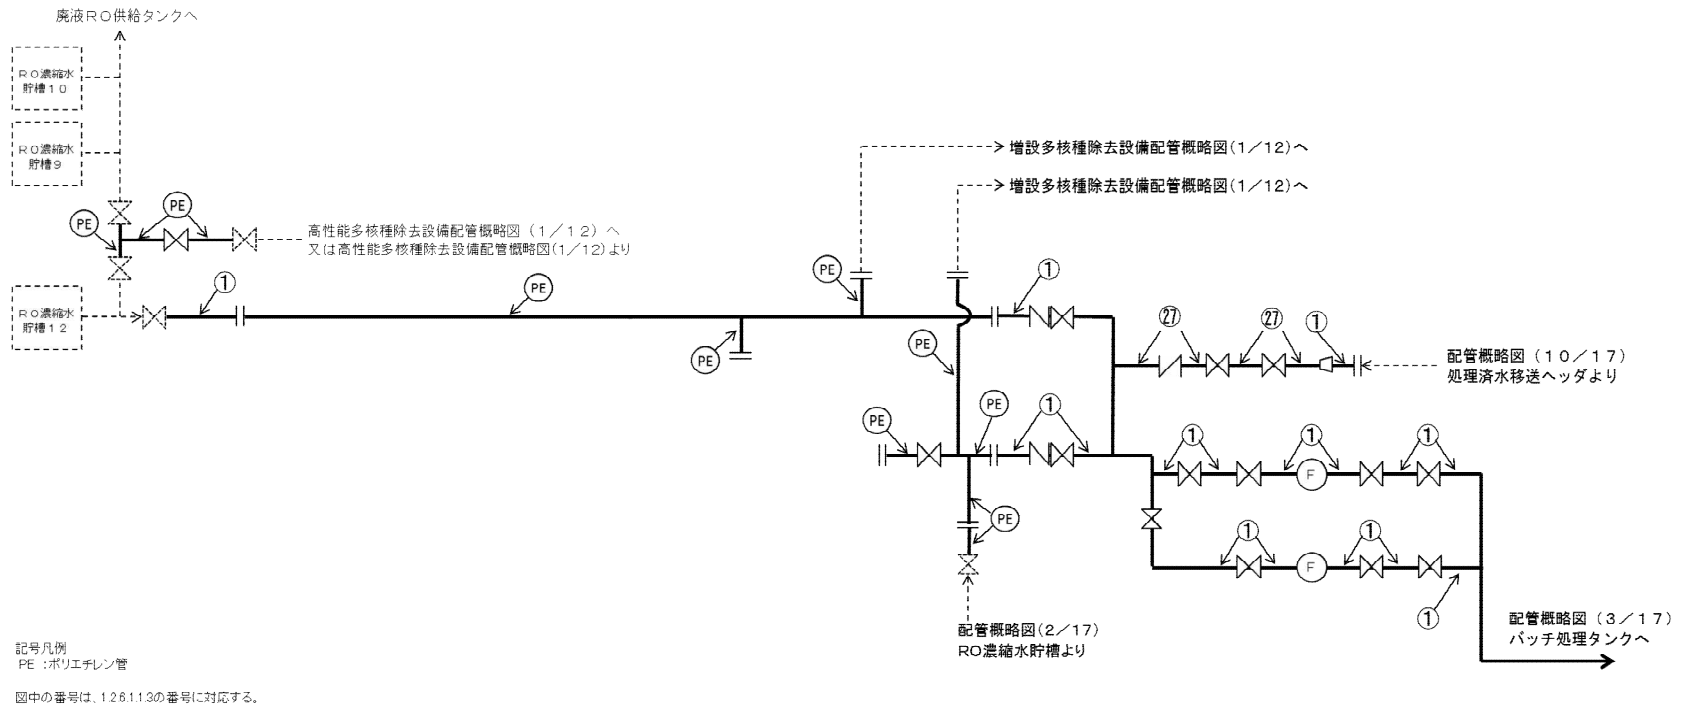 廃液RO供給タンクへ
RO濃縮水
貯槽10
RO濃縮水
貯槽9
増設多核種除去設備配管概略図(1/12)へ
増設多核種除去設備配管概略図(1/12)へ
PE
PE
高性能多核種除去設備配管概略図(1/12)へ
又は高性能多核種除去設備配管概略図(1/12)より
RO濃縮水
貯槽12
①
PE
PE
①
PE
PE
㉗
㉗
①
配管概略図(10/17)
処理済水移送ヘッダより
PE
PE
①
①
①
①
F
PE
①
①
F
①
配管概略図(2/17)
RO濃縮水貯槽より
配管概略図(3/17)
バッチ処理タンクへ
記号凡例
PE:ポリエチレン管
図中の番号は、1.2.6.1.1.3の番号に対応する。